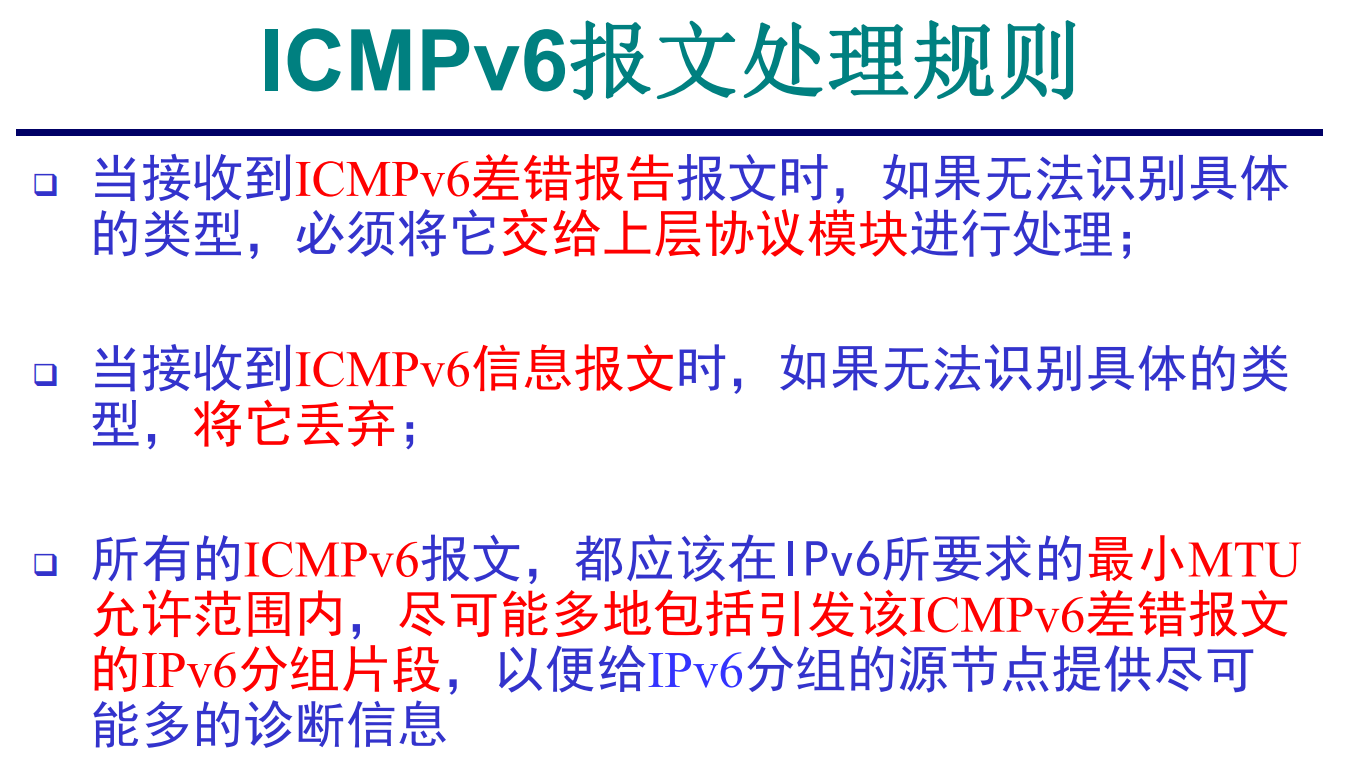 ICMPv6报文处理规则
当接收到ICMPv6差错报告报文时，如果无法识别具体
的类型，必须将它交给上层协议模块进行处理；
当接收到ICMPv6信息报文时，如果无法识别具体的类
型，将它丢弃；
所有的ICMPv6报文，都应该在IPv6所要求的最小MTU
允许范围内，尽可能多地包括引发该ICMPv6差错报文
的IPv6分组片段，以便给IPv6分组的源节点提供尽可
能多的诊断信息